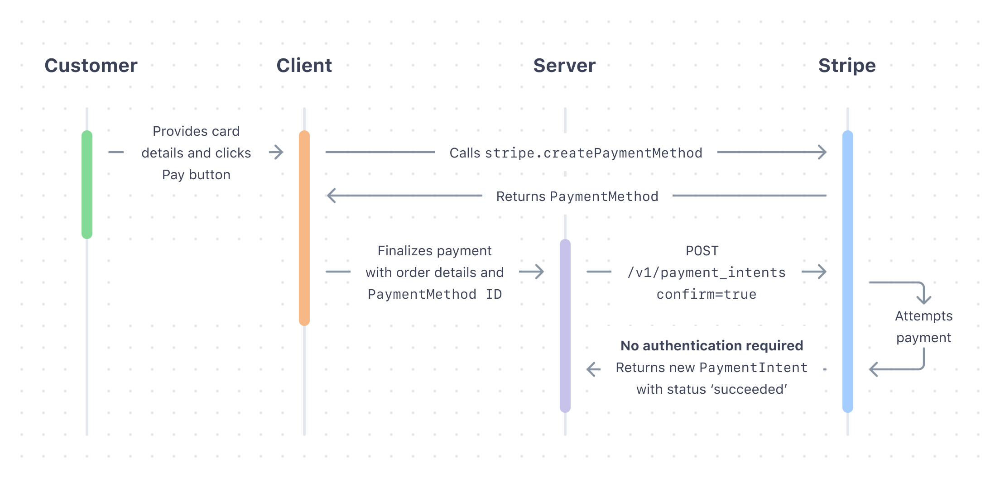 Customer
Client
Server
Stripe
Provides card
details and clicks
Pay button
Calls stripe.createPaymentMethod
Returns PaymentMethod
Finalizes payment
with order details and
PaymentMethod ID
POST
/v1/payment_intents
confirm=true
Attempts
payment
No authentication required
Returns new PaymentIntent
with status ‘succeeded’